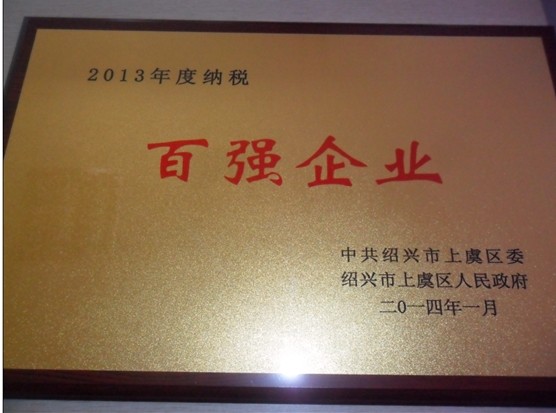 2013年度纳税
百强企业
中共绍兴市上虞区委
绍兴市上虞区人民政府
二〇一四年一月